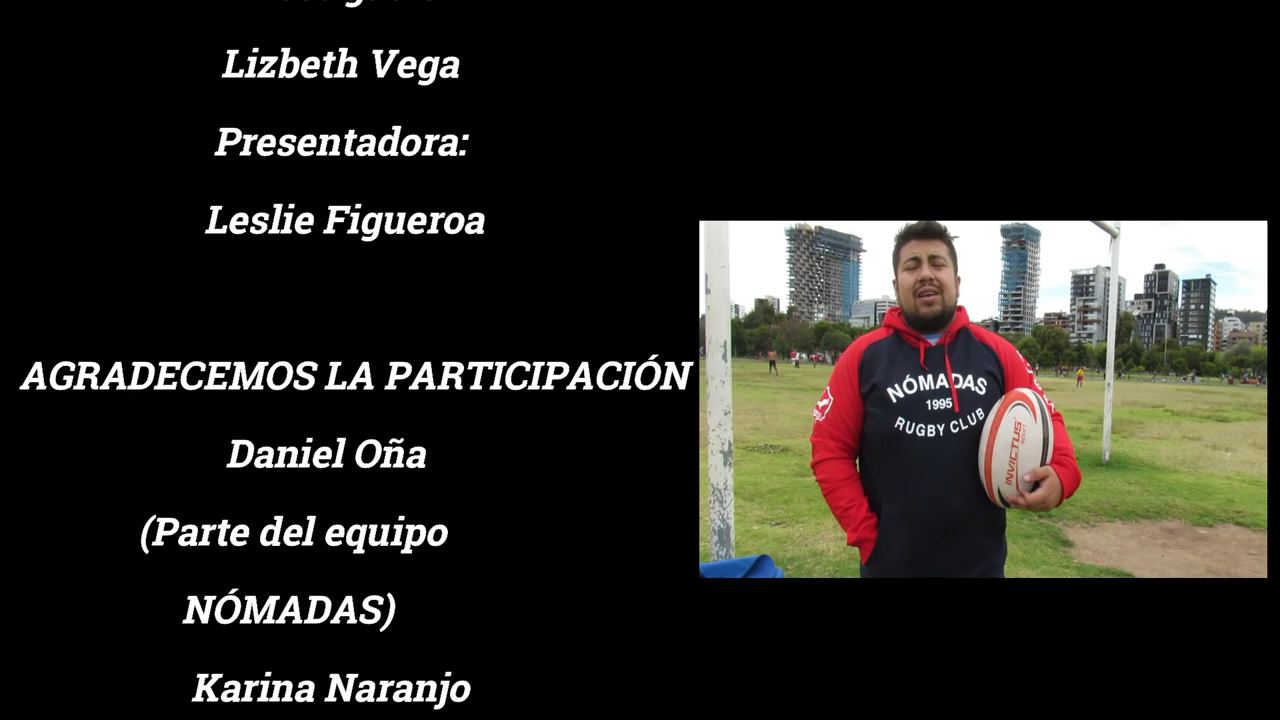 Lizbeth Vega
Presentadora:
Leslie Figueroa
AGRADECEMOS LA PARTICIPACIÓN
Daniel Oña
(Parte del equipo
NÓMADAS)
Karina Naranjo
NÓMADAS
1995
RUGBY CLUB
INVICTUS
sport